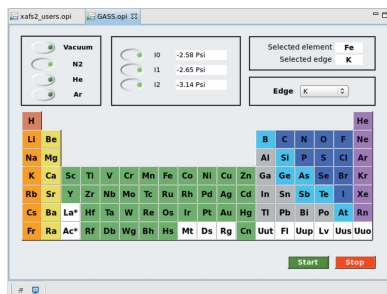 xafs2_users.opi GASS.opi
Vacuum
N2
He
Ar
I0 -2.58 Psi
I1 -2.65 Psi
I2 -3.14 Psi
Selected element Fe
Selected edge K
Edge K
H He
Li Be B C N O F Ne
Na Mg Al Si P S Cl Ar
K Ca Sc Ti V Cr Mn Fe Co Ni Cu Zn Ga Ge As Se Br Kr
Rb Sr Y Zr Nb Mo Tc Ru Rh Pd Ag Cd In Sn Sb Te I Xe
Cs Ba La* Hf Ta W Re Os Ir Pt Au Hg Tl Pb Bi Po At Rn
Fr Ra Ac* Rf Db Wg Bh Hs Mt Ds Rg Cn Uut Fl Uup Lv Uus Uuo
Start Stop